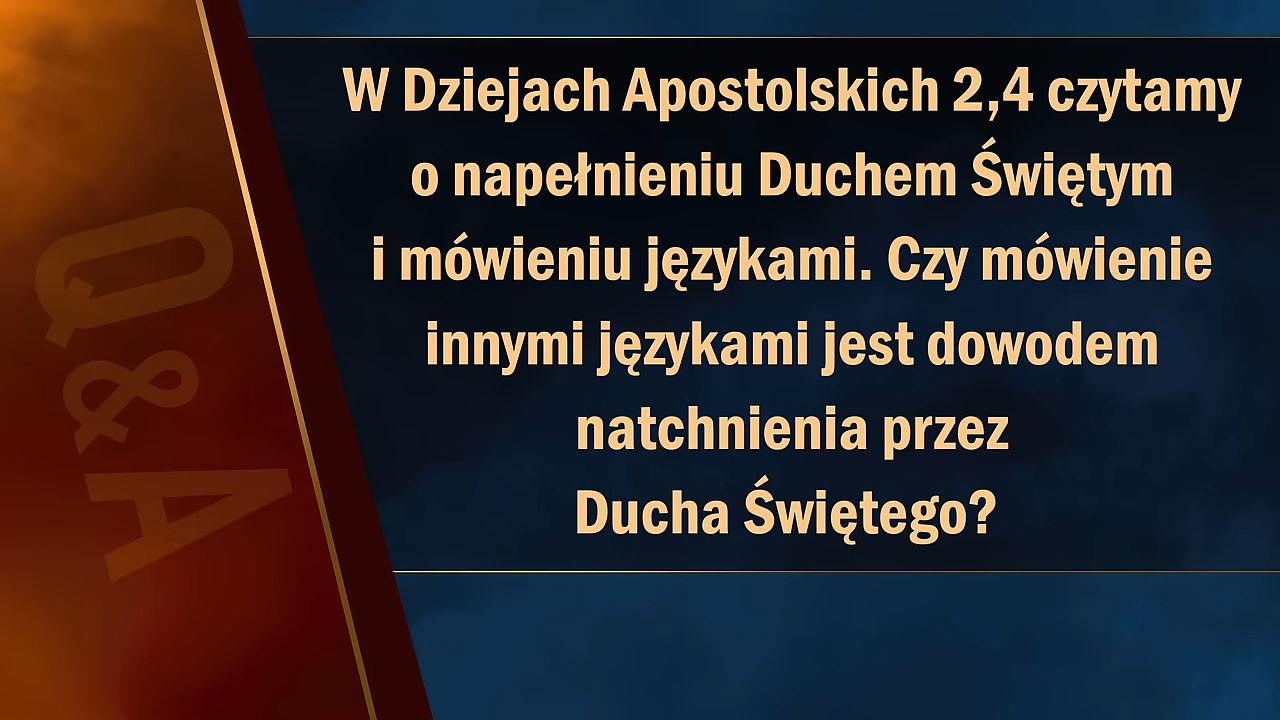 W Dziejach Apostolskich 2,4 czytamy
o napełnieniu Duchem Świętym
i mówieniu językami. Czy mówienie
innymi językami jest dowodem
natchnienia przez
Ducha Świętego?
Q & A